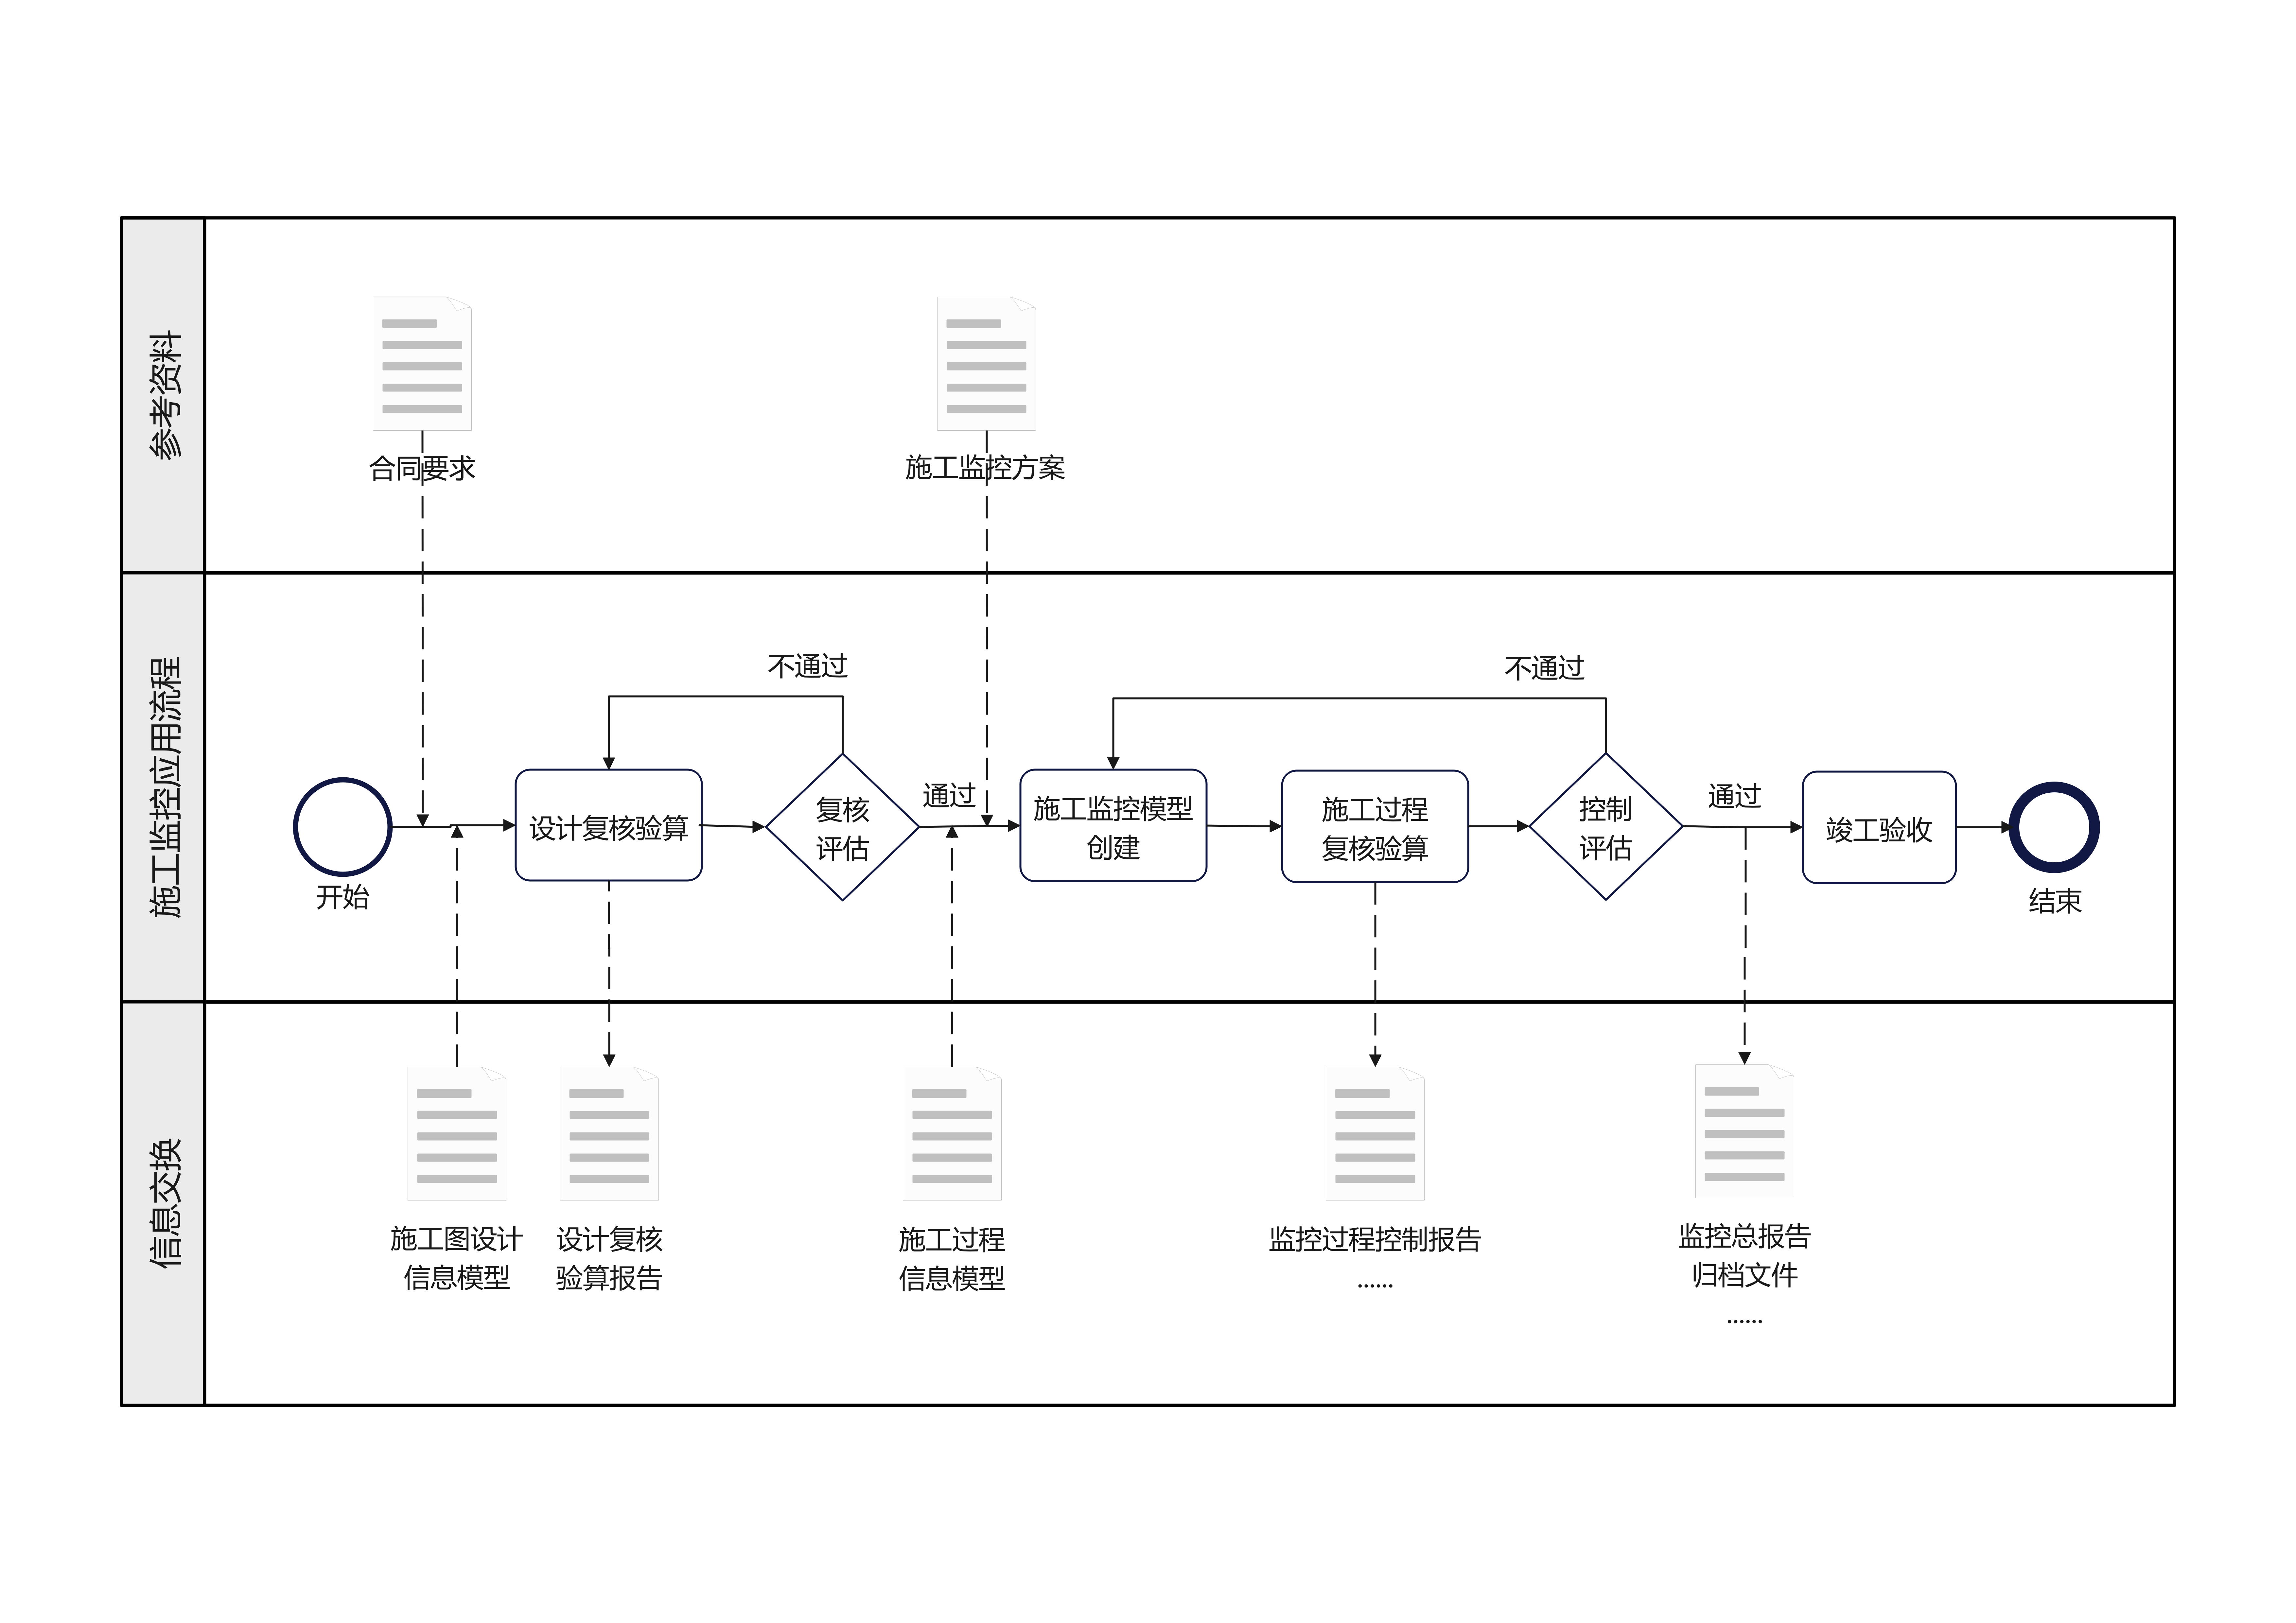 参考资料
合同要求
施工监控方案
施工监控应用流程
不通过
不通过
开始
设计复核验算
复核
评估
通过
施工监控模型
创建
施工过程
复核验算
控制
评估
通过
竣工验收
结束
信息交换
施工图设计
信息模型
设计复核
验算报告
施工过程
信息模型
监控过程控制报告
......
监控总报告
归档文件
......